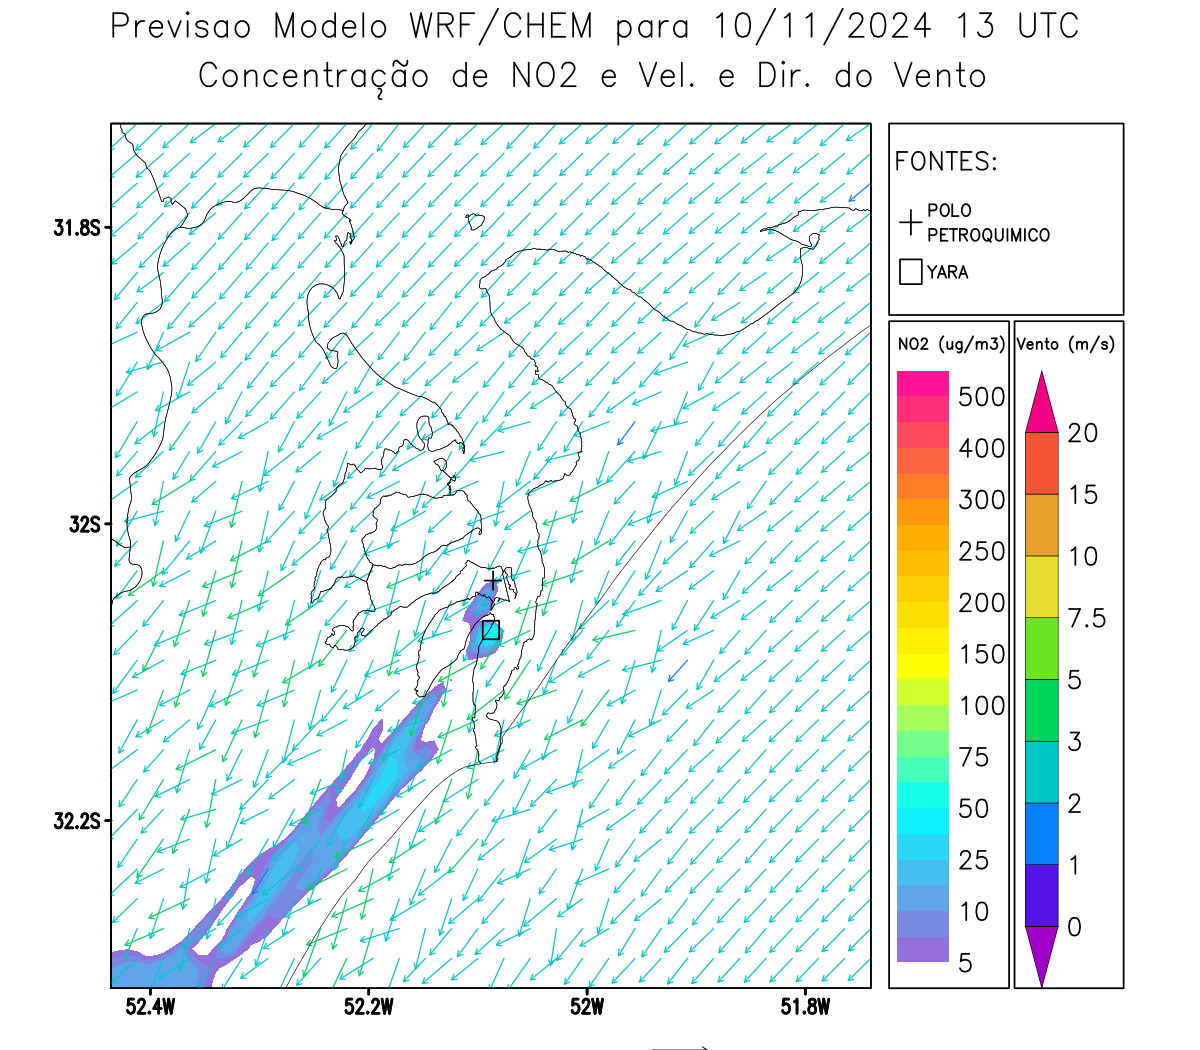 Previsao Modelo WRF/CHEM para 10/11/2024 13 UTC
Concentração de NO2 e Vel. e Dir. do Vento
FONTES:
POLO
PETROQUIMICO
YARA
NO2 (ug/m3)
500
400
300
250
200
150
100
75
50
25
10
5
Vento (m/s)
20
15
10
7.5
5
3
2
1
0
31.8S
32S
32.2S
52.4W
52.2W
52W
51.8W